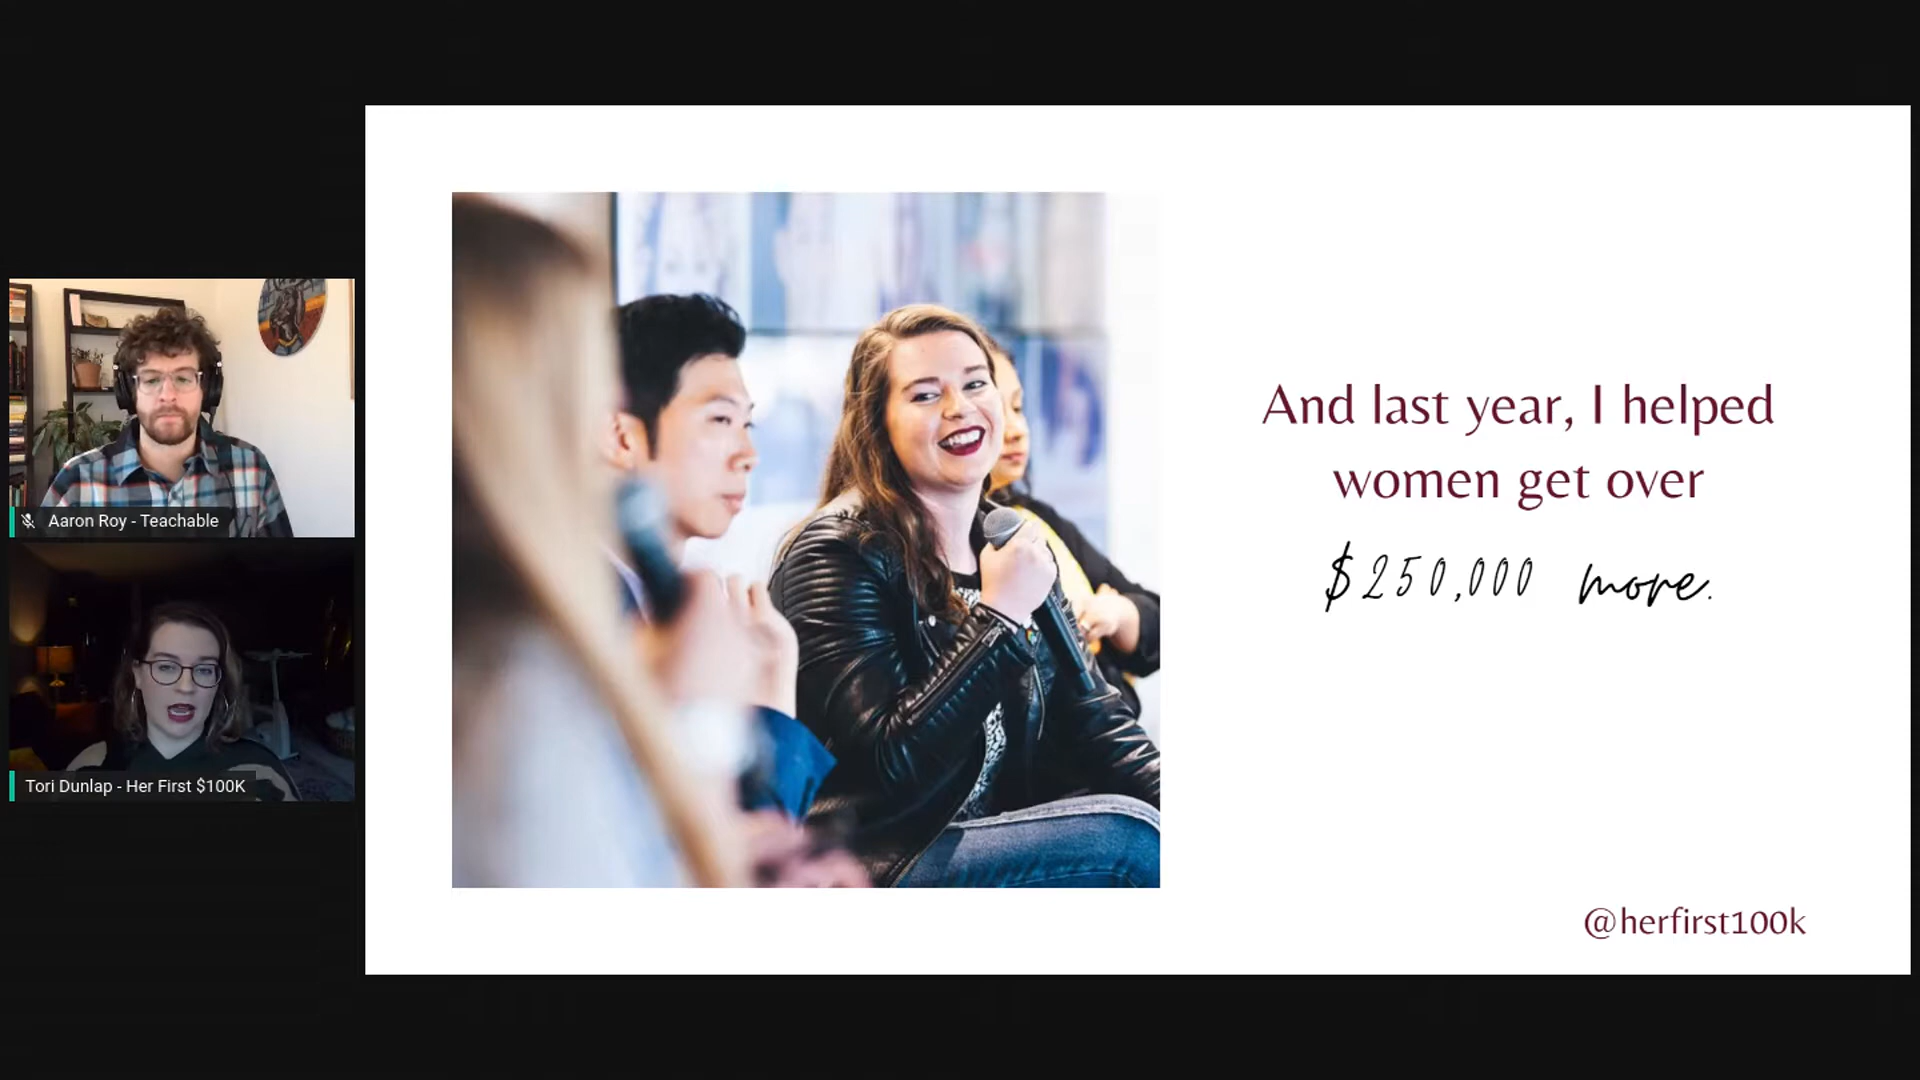 Aaron Roy - Teachable
Tori Dunlap - Her First $100K
And last year, I helped
women get over
$250,000 more.
@herfirst100k